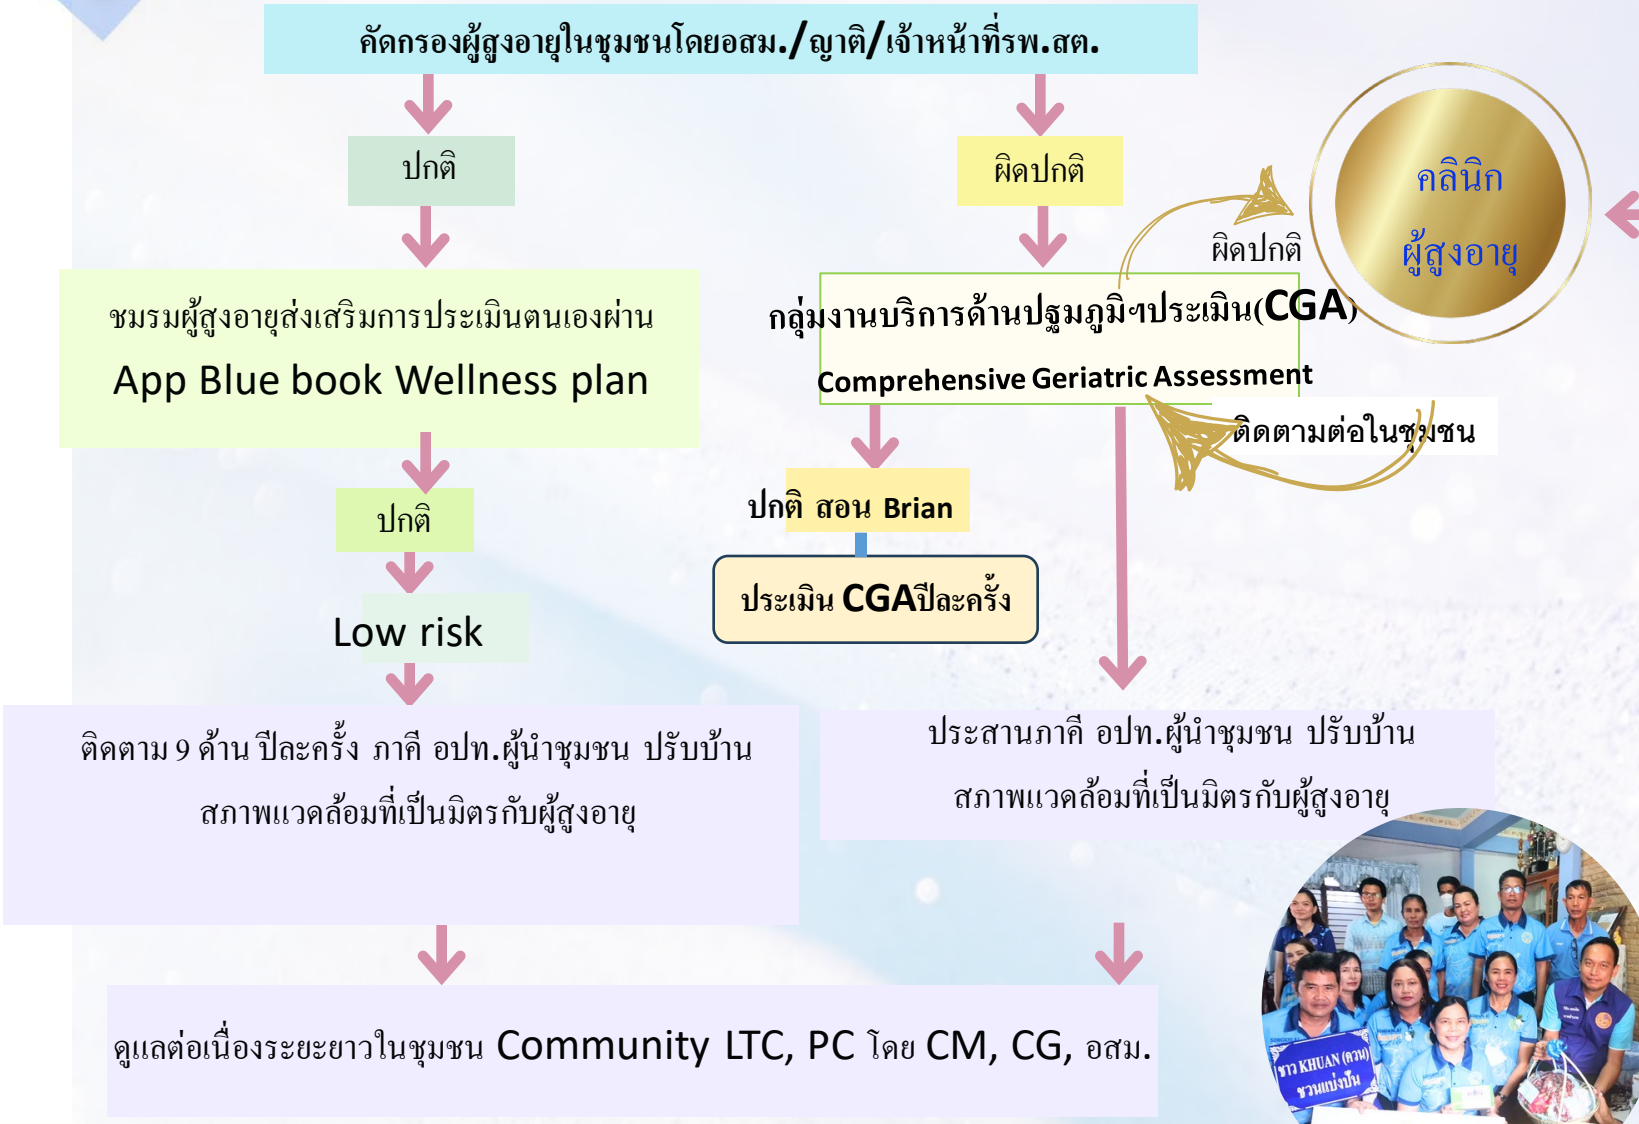 คัดกรองผู้สูงอายุในชุมชนโดยอสม./ญาติ/เจ้าหน้าที่รพ.สต.
ปกติ
ผิดปกติ
คลินิก
ผู้สูงอายุ
ผิดปกติ
ชมรมผู้สูงอายุส่งเสริมการประเมินตนเองผ่าน
App Blue book Wellness plan
กลุ่มงานบริการด้านปฐมภูมิฯประเมิน(CGA)
Comprehensive Geriatric Assessment
ติดตามต่อในชุมชน
ปกติ
ปกติ สอน Brian
ประเมิน CGAปีละครั้ง
Low risk
ติดตาม 9 ด้าน ปีละครั้ง ภาคี อปท.ผู้นำชุมชน ปรับบ้าน
สภาพแวดล้อมที่เป็นมิตรกับผู้สูงอายุ
ประสานภาคี อปท.ผู้นำชุมชน ปรับบ้าน
สภาพแวดล้อมที่เป็นมิตรกับผู้สูงอายุ
ดูแลต่อเนื่องระยะยาวในชุมชน Community LTC, PC โดย CM, CG, อสม.
ชาว KHUAN (ควน)
ชวนแบ่งปัน